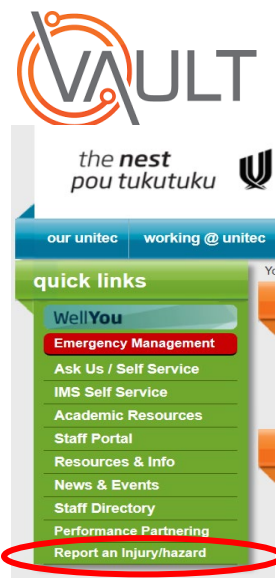 VAULT
the nest
pou tukutuku
our unitec working @ unitec
quick links
Yo
WellYou
Emergency Management
Ask Us / Self Service
IMS Self Service
Academic Resources
Staff Portal
Resources & Info
News & Events
Staff Directory
Performance Partnering
Report an Injury/hazard